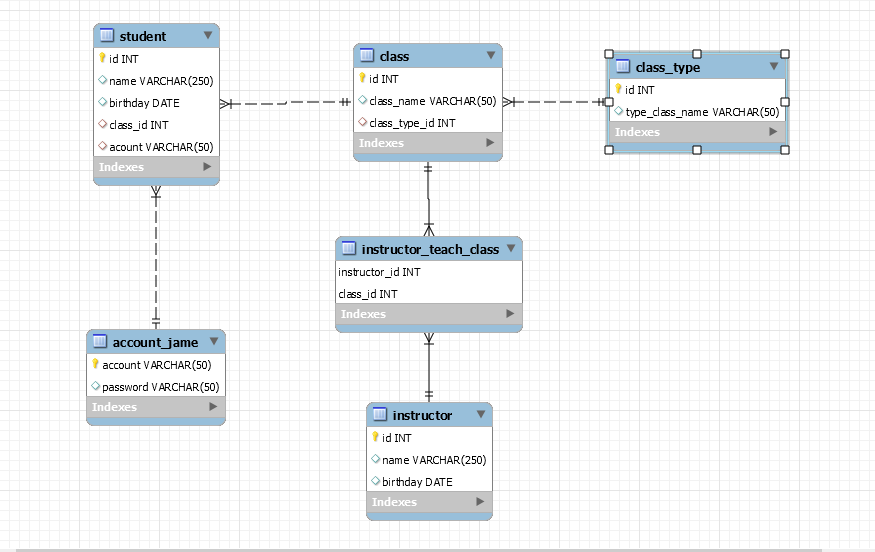 student
id INT
name VARCHAR(250)
birthday DATE
class_id INT
acount VARCHAR(50)
Indexes
class
id INT
class_name VARCHAR(50)
class_type_id INT
Indexes
class_type
id INT
type_class_name VARCHAR(50)
Indexes
instructor_teach_class
instructor_id INT
class_id INT
Indexes
account_jame
account VARCHAR(50)
password VARCHAR(50)
Indexes
instructor
id INT
name VARCHAR(250)
birthday DATE
Indexes